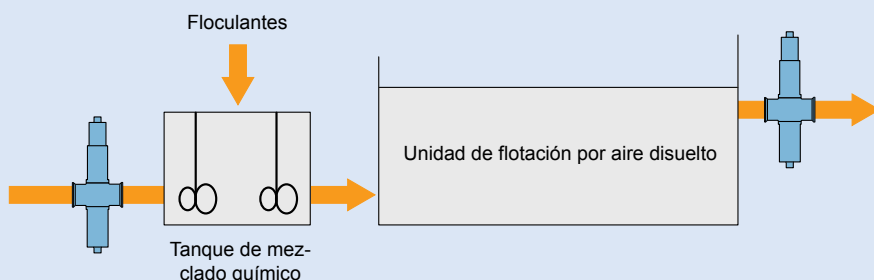 Floculantes
Unidad de flotación por aire disuelto
Tanque de mez-
clado químico